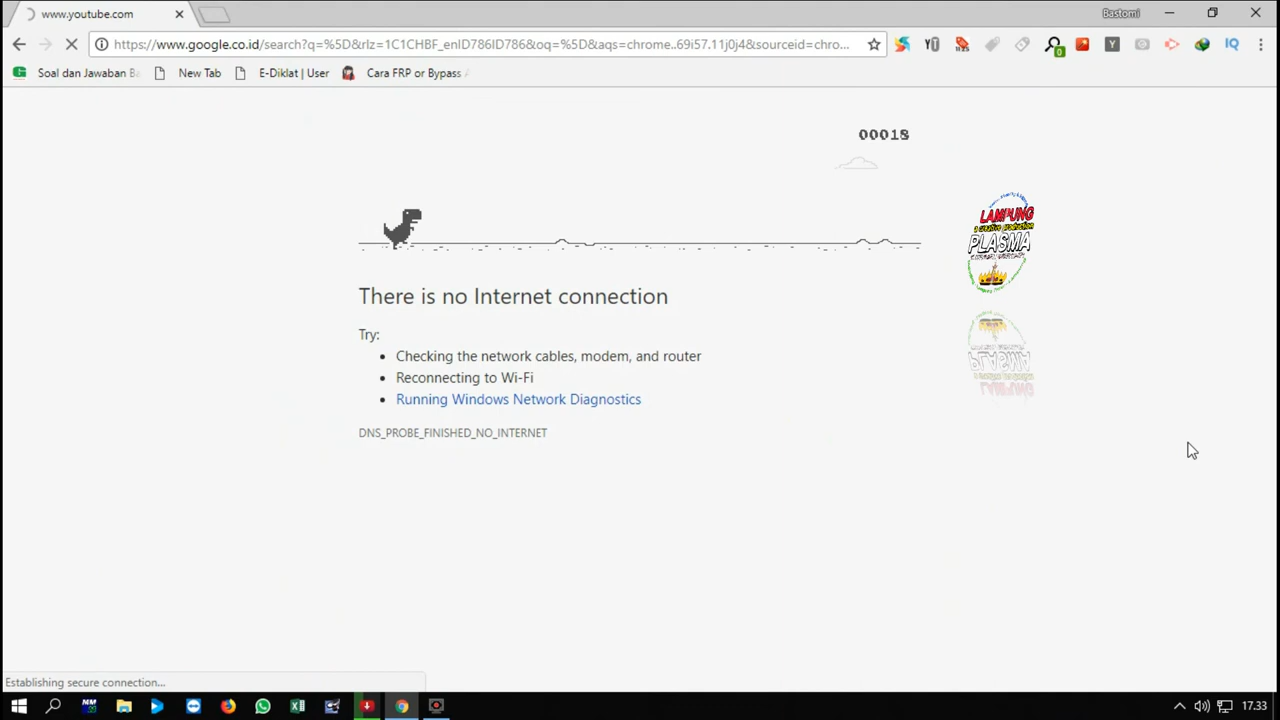 www.youtube.com
Bastomi
https://www.google.co.id/search?q=%5D&rlz=1C1CHBF_enID786ID786&oq=%5D&aqs=chrome..69i57.11j0j4&sourceid=chro...
Soal dan Jawaban Ba
New Tab
E-Diklat | User
Cara FRP or Bypass
00018
LAMPUNG
a creative production
PLASMA
There is no Internet connection
Try:
Checking the network cables, modem, and router
Reconnecting to Wi-Fi
Running Windows Network Diagnostics
DNS_PROBE_FINISHED_NO_INTERNET
Establishing secure connection...
17.33